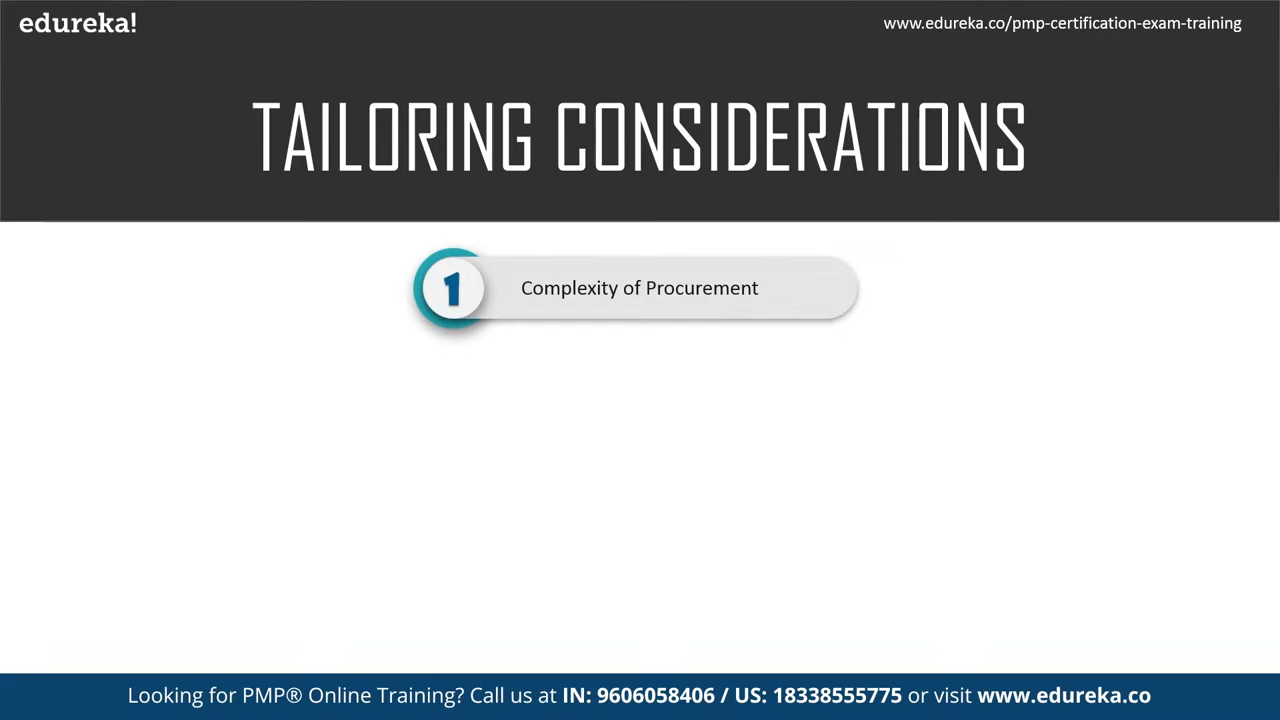 edureka!
www.edureka.co/pmp-certification-exam-training
TAILORING CONSIDERATIONS
1
Complexity of Procurement
Looking for PMP® Online Training? Call us at IN: 9606058406 / US: 18338555775 or visit www.edureka.co